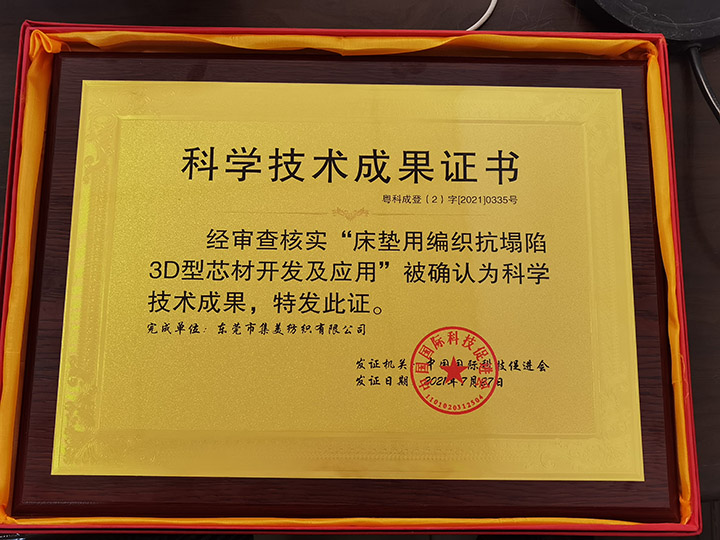 科学技术成果证书
粤科成登（2）字[2021]0335号
经审查核实“床垫用编织抗塌陷
3D型芯材开发及应用”被确认为科学
技术成果，特发此证。
完成单位：东莞市集美纺织有限公司
发证机关：中国国际科技促进会
发证日期：2021年7月27日
中国国际科技促进会
1101020312504